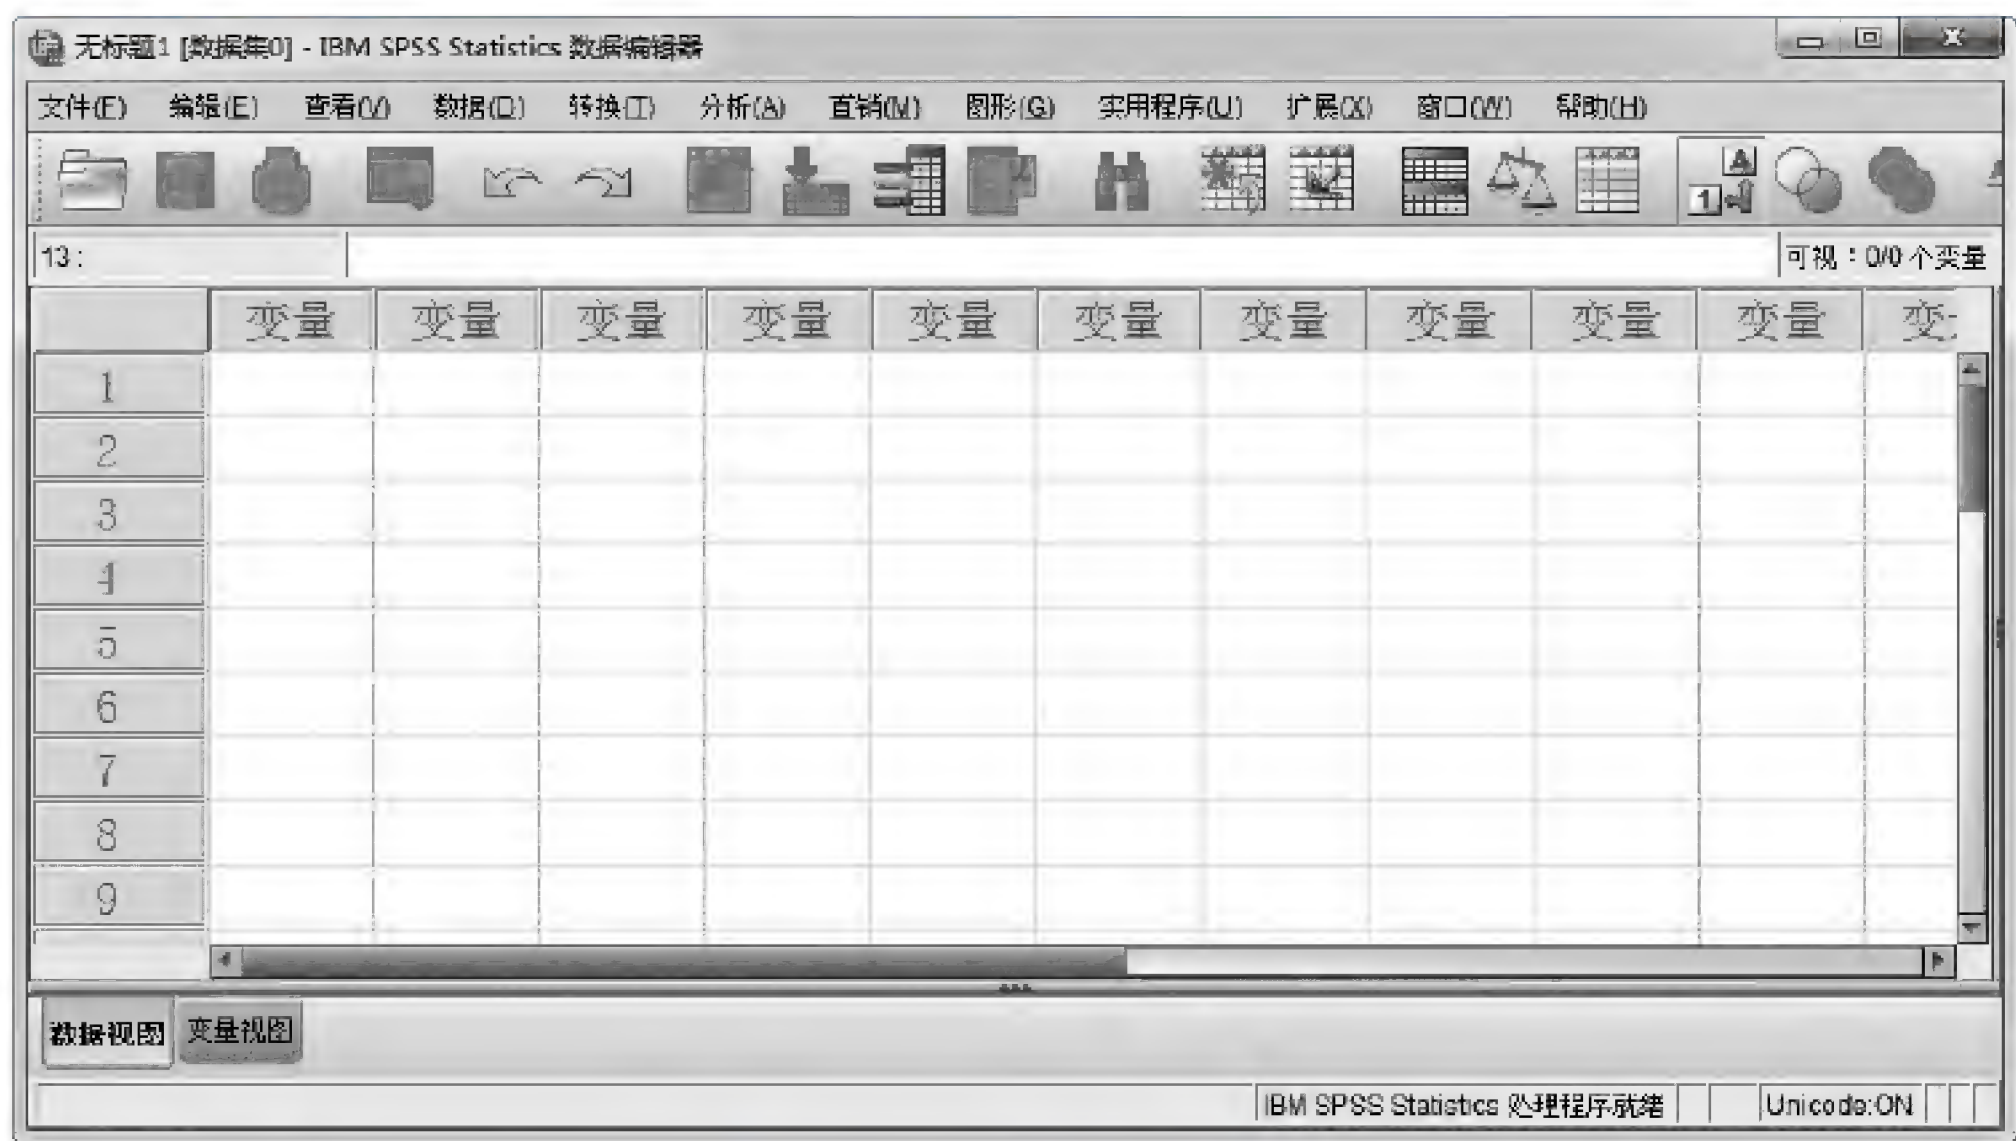 无标题1 [数据集0] - IBM SPSS Statistics 数据编辑器
文件(F) 编辑(E) 查看(V) 数据(D) 转换(T) 分析(A) 直销(M) 图形(G) 实用程序(U) 扩展(X) 窗口(W) 帮助(H)
A
1
13 : 可视：0/0 个变量
变量 变量 变量 变量 变量 变量 变量 变量 变量 变量
1
2
3
4
5
6
7
8
9
数据视图 变量视图
IBM SPSS Statistics 处理程序就绪 Unicode:ON